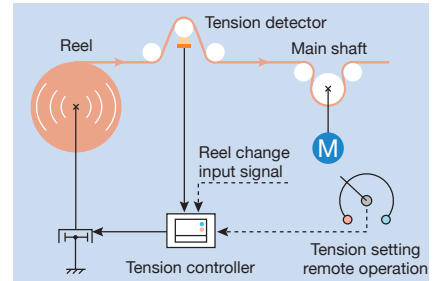 Tension detector
Reel
Main shaft
M
Reel change
input signal
Tension controller
Tension setting
remote operation